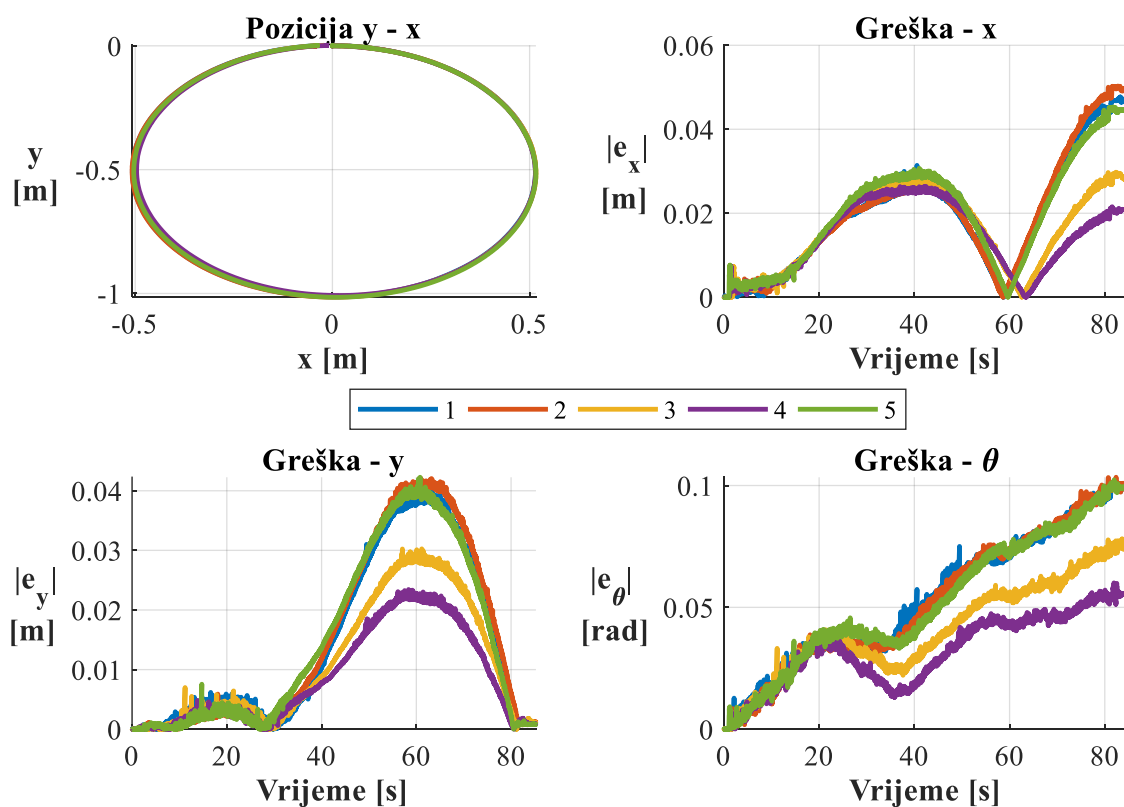 Pozicija y - x
0
-0.5
-1
y
[m]
-0.5
0
0.5
x [m]
Greška - x
0.06
0.04
0.02
0
|e_x|
[m]
0
20
40
60
80
Vrijeme [s]
1
2
3
4
5
Greška - y
0.04
0.03
0.02
0.01
0
|e_y|
[m]
0
20
40
60
80
Vrijeme [s]
Greška - θ
0.1
0.05
0
|e_θ|
[rad]
0
20
40
60
80
Vrijeme [s]